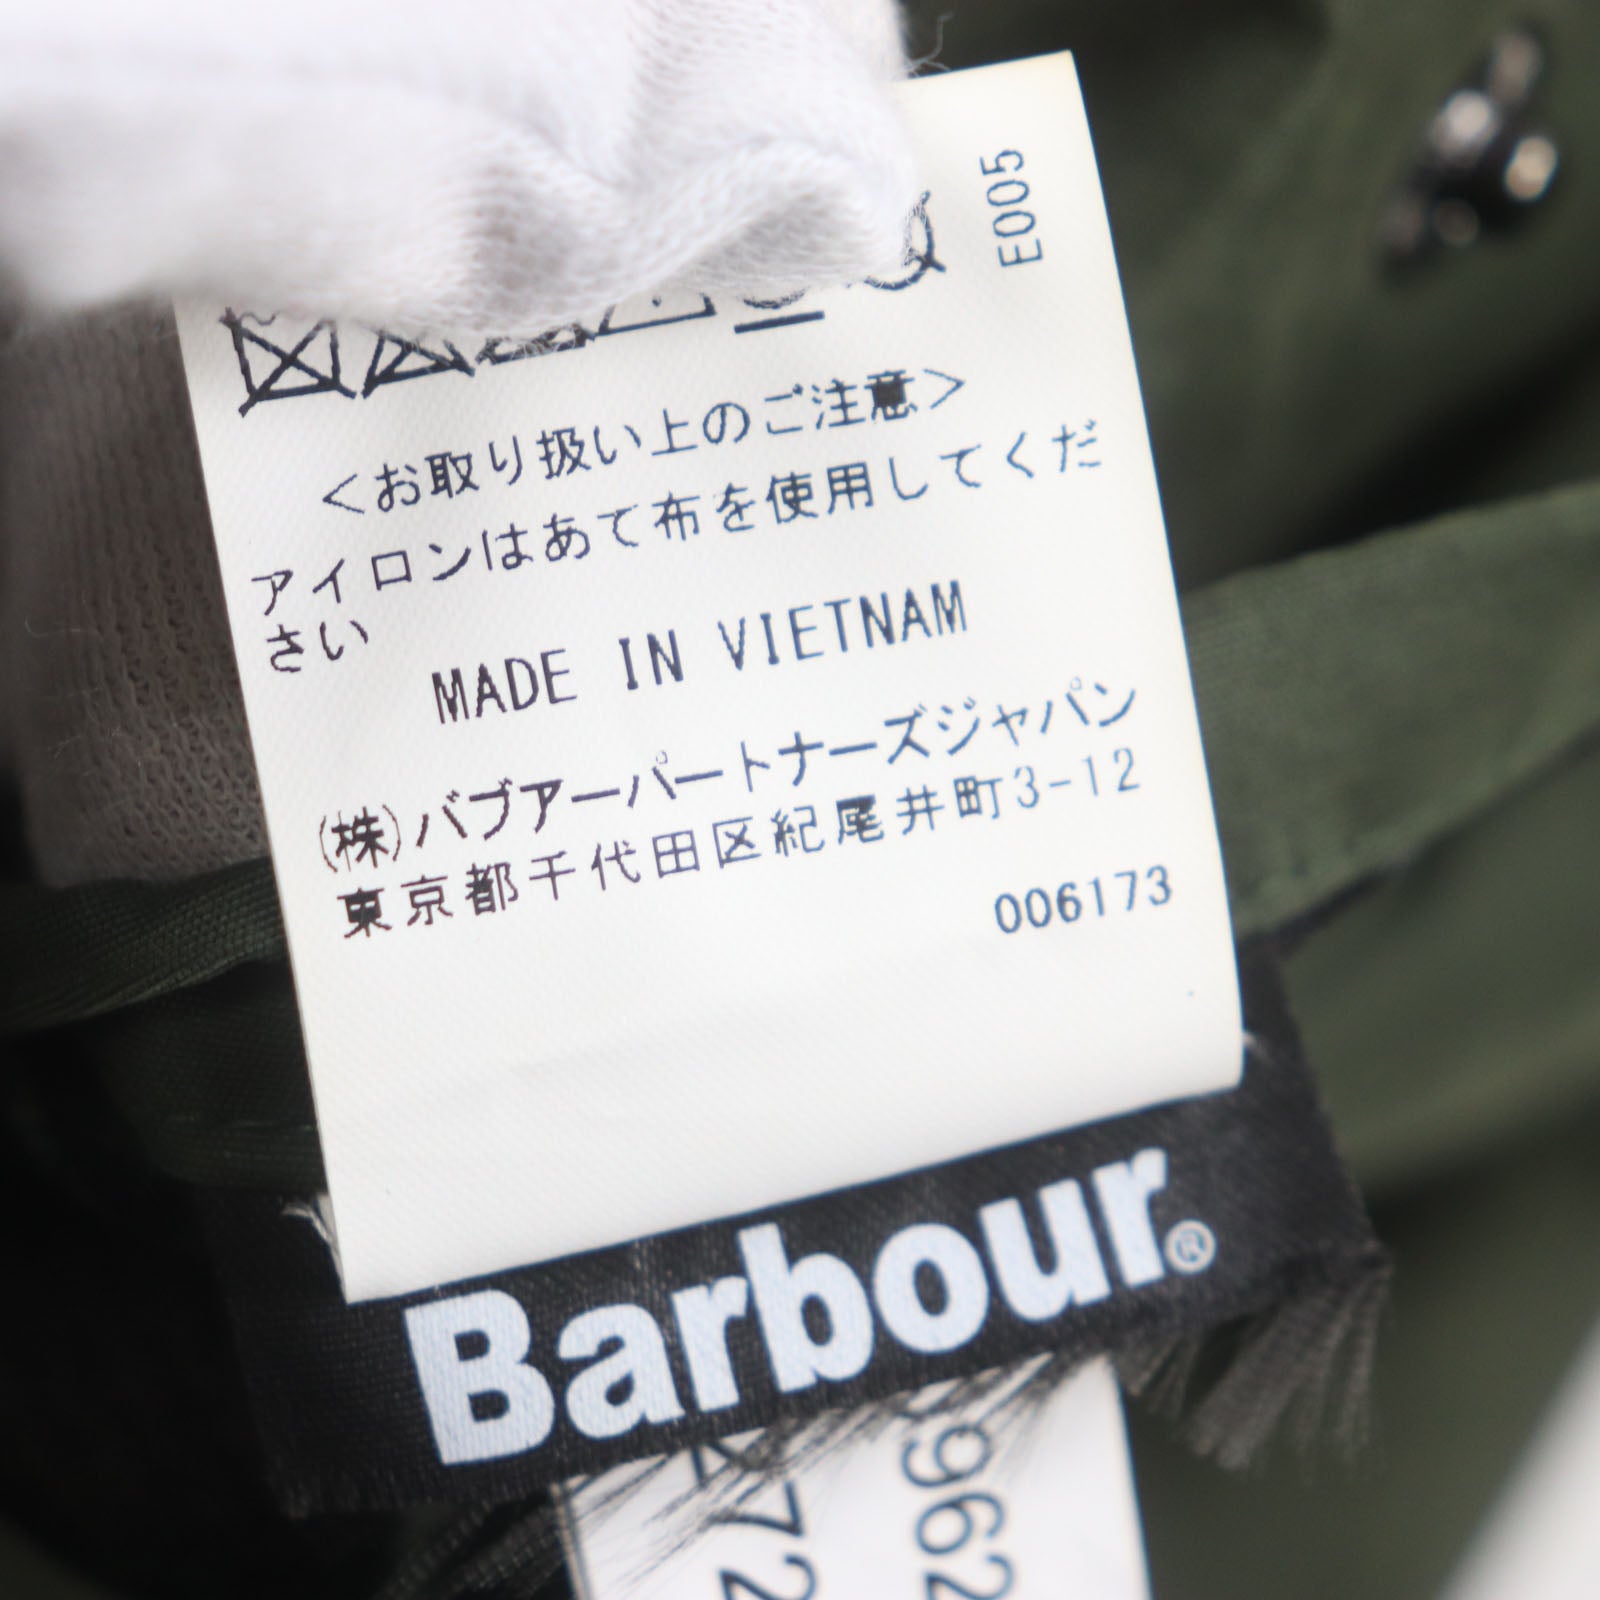 E005
＜お取り扱い上のご注意＞
アイロンはあて布を使用してくだ
さい
MADE IN VIETNAM
(株)バブアーパートナーズジャパン
東京都千代田区紀尾井町3-12
006173
Barbour®
962
72